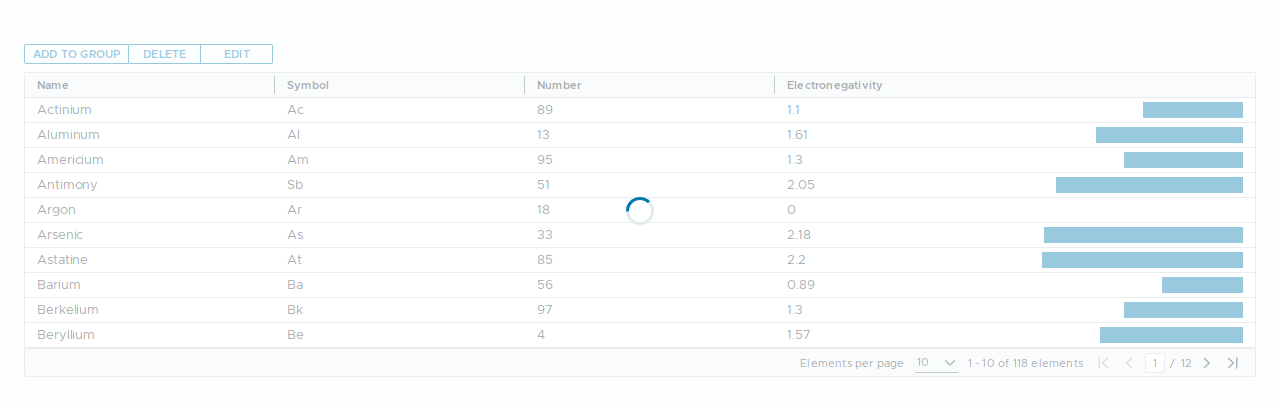 ADD TO GROUP DELETE EDIT
Name Symbol Number Electronegativity
Actinium Ac 89 1.1
Aluminum Al 13 1.61
Americium Am 95 1.3
Antimony Sb 51 2.05
Argon Ar 18 0
Arsenic As 33 2.18
Astatine At 85 2.2
Barium Ba 56 0.89
Berkelium Bk 97 1.3
Beryllium Be 4 1.57
Elements per page 10 1 - 10 of 118 elements 1 / 12